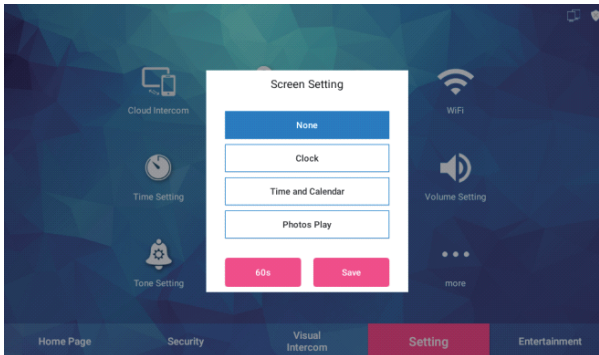 Screen Setting
Cloud Intercom
None
WiFi
Clock
Time Setting
Time and Calendar
Volume Setting
Photos Play
60s
Save
Tone Setting
more
Home Page
Security
Visual
Intercom
Setting
Entertainment